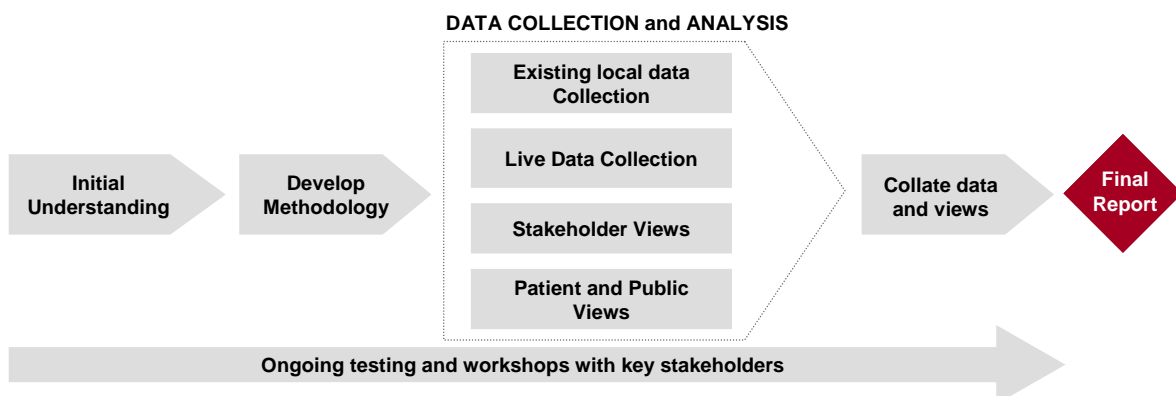 DATA COLLECTION and ANALYSIS
Existing local data
Collection
Live Data Collection
Stakeholder Views
Patient and Public
Views
Initial
Understanding
Develop
Methodology
Collate data
and views
Final
Report
Ongoing testing and workshops with key stakeholders